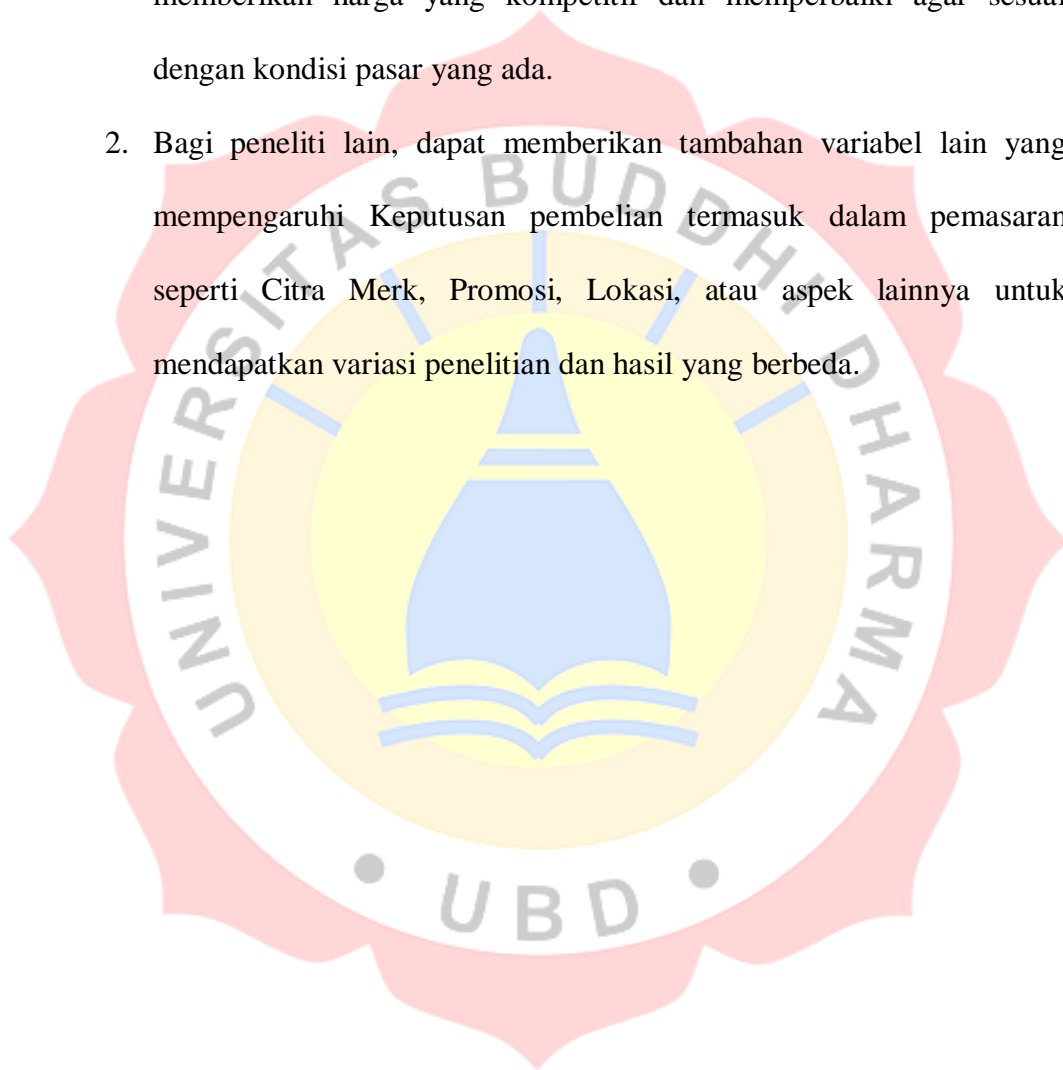 memberikan harga yang kompetitif dan memperbaiki agar sesuai
dengan kondisi pasar yang ada.
2. Bagi peneliti lain, dapat memberikan tambahan variabel lain yang
mempengaruhi Keputusan pembelian termasuk dalam pemasaran
seperti Citra Merk, Promosi, Lokasi, atau aspek lainnya untuk
mendapatkan variasi penelitian dan hasil yang berbeda.
UNIVERSITAS BUDDHI DHARMA
• UBD •